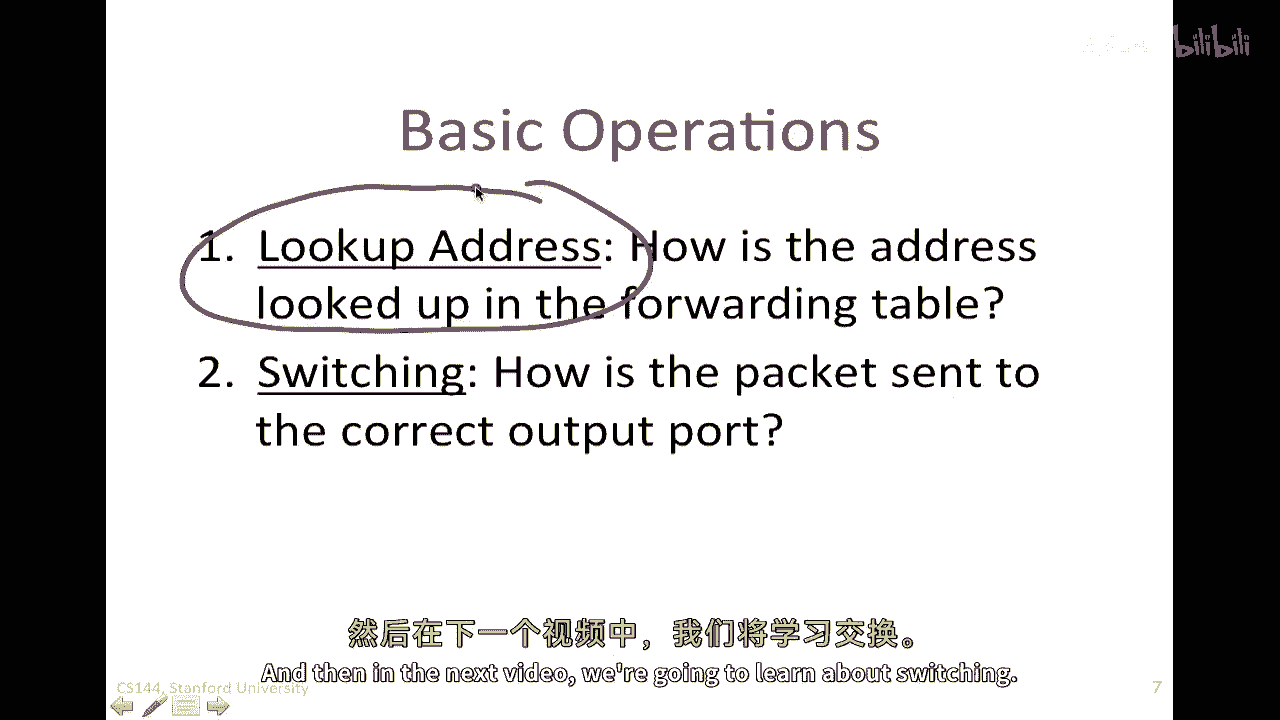 bilibili
Basic Operations
1. Lookup Address: How is the address
looked up in the forwarding table?
2. Switching: How is the packet sent to
the correct output port?
然后在下一个视频中，我们将学习交换。
And then in the next video, we're going to learn about switching.
CS144, Stanford University
7